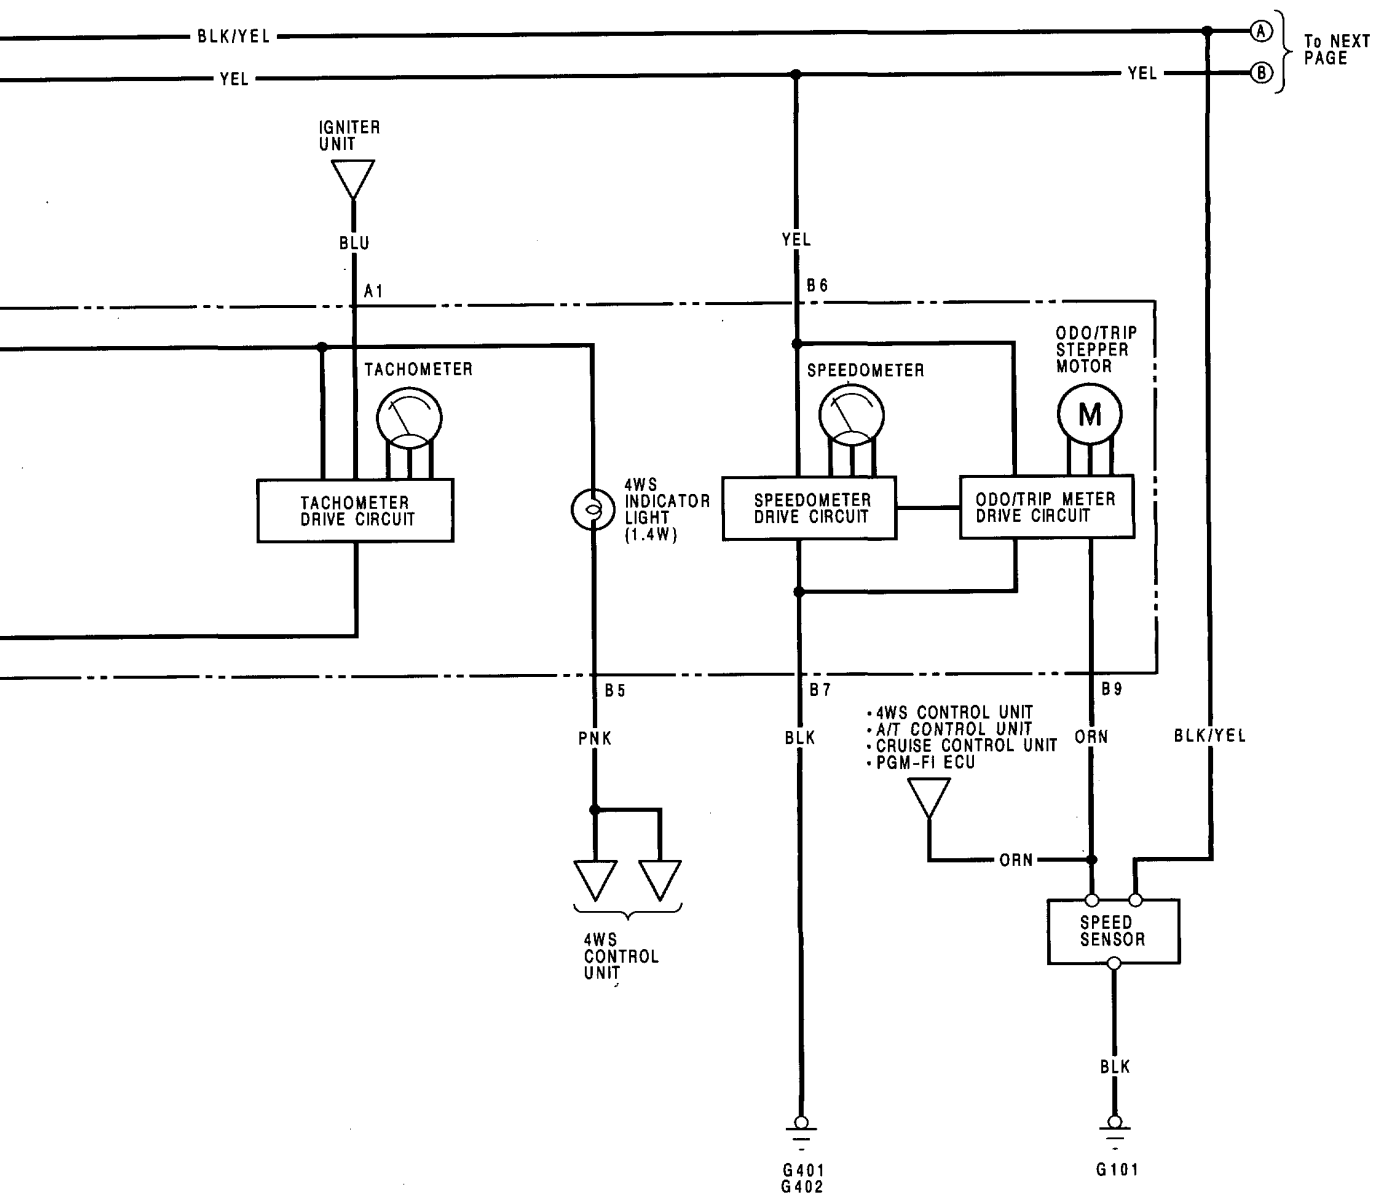 BLK/YEL
A
To NEXT
PAGE
YEL
YEL
B
IGNITER
UNIT
BLU
YEL
A1
B6
TACHOMETER
SPEEDOMETER
ODO/TRIP
STEPPER
MOTOR
M
TACHOMETER
DRIVE CIRCUIT
4WS
INDICATOR
LIGHT
(1.4W)
SPEEDOMETER
DRIVE CIRCUIT
ODO/TRIP METER
DRIVE CIRCUIT
B5
B7
B9
PNK
BLK
• 4WS CONTROL UNIT
• A/T CONTROL UNIT
• CRUISE CONTROL UNIT
• PGM-FI ECU
ORN
BLK/YEL
ORN
4WS
CONTROL
UNIT
SPEED
SENSOR
BLK
G401
G402
G101